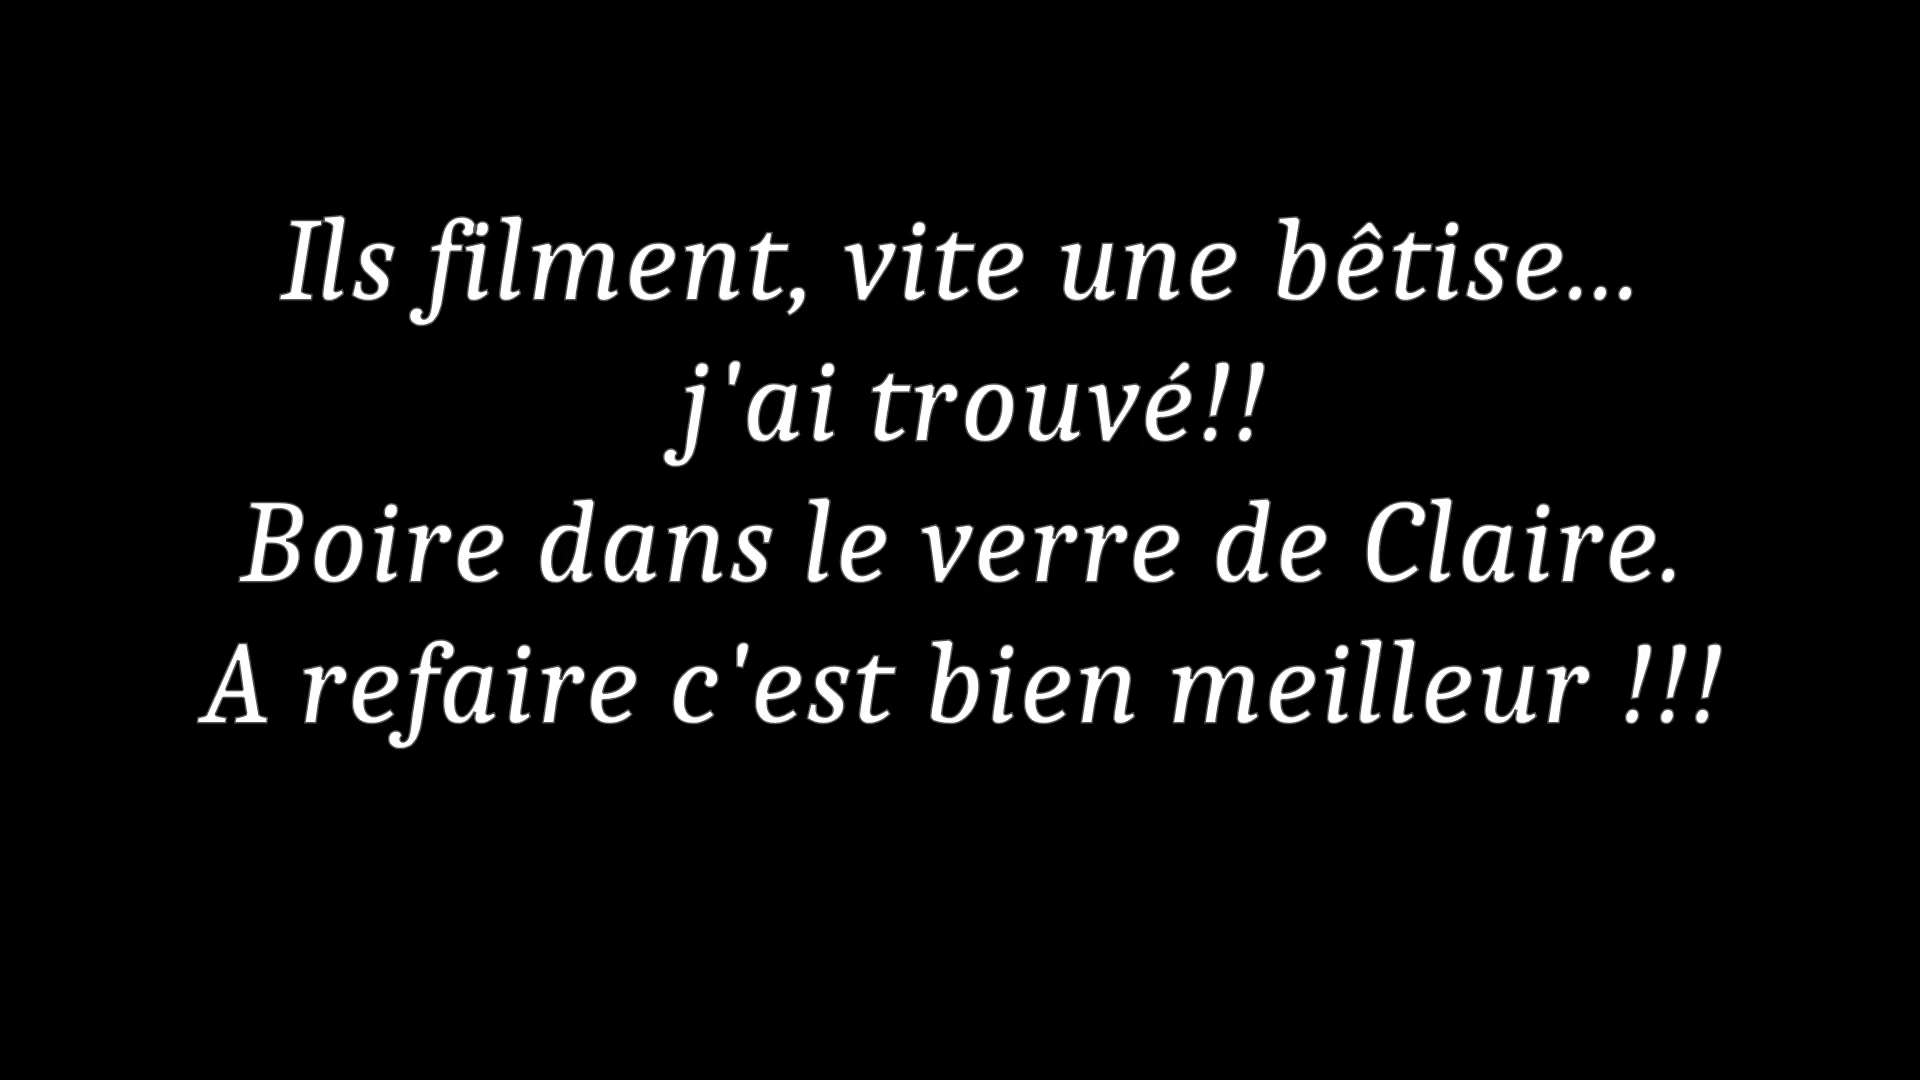 Ils filment, vite une bêtise...
j'ai trouvé!!
Boire dans le verre de Claire.
A refaire c'est bien meilleur !!!